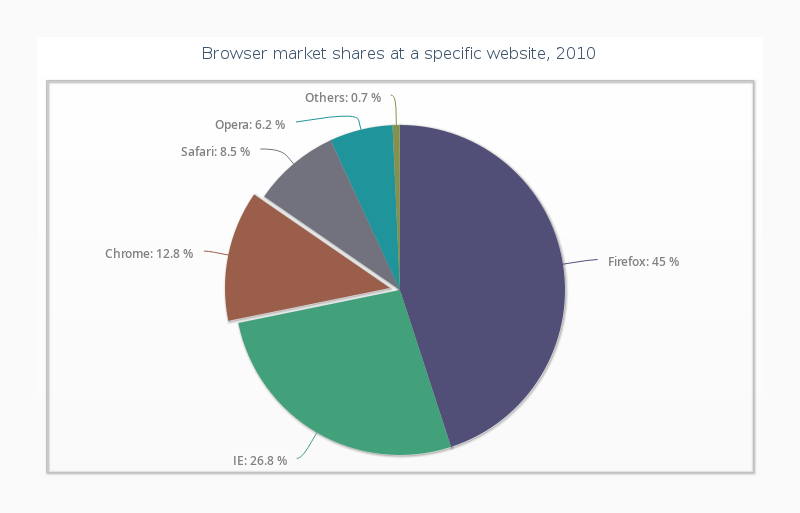 Browser market shares at a specific website, 2010
Others: 0.7 %
Opera: 6.2 %
Safari: 8.5 %
Chrome: 12.8 %
Firefox: 45 %
IE: 26.8 %